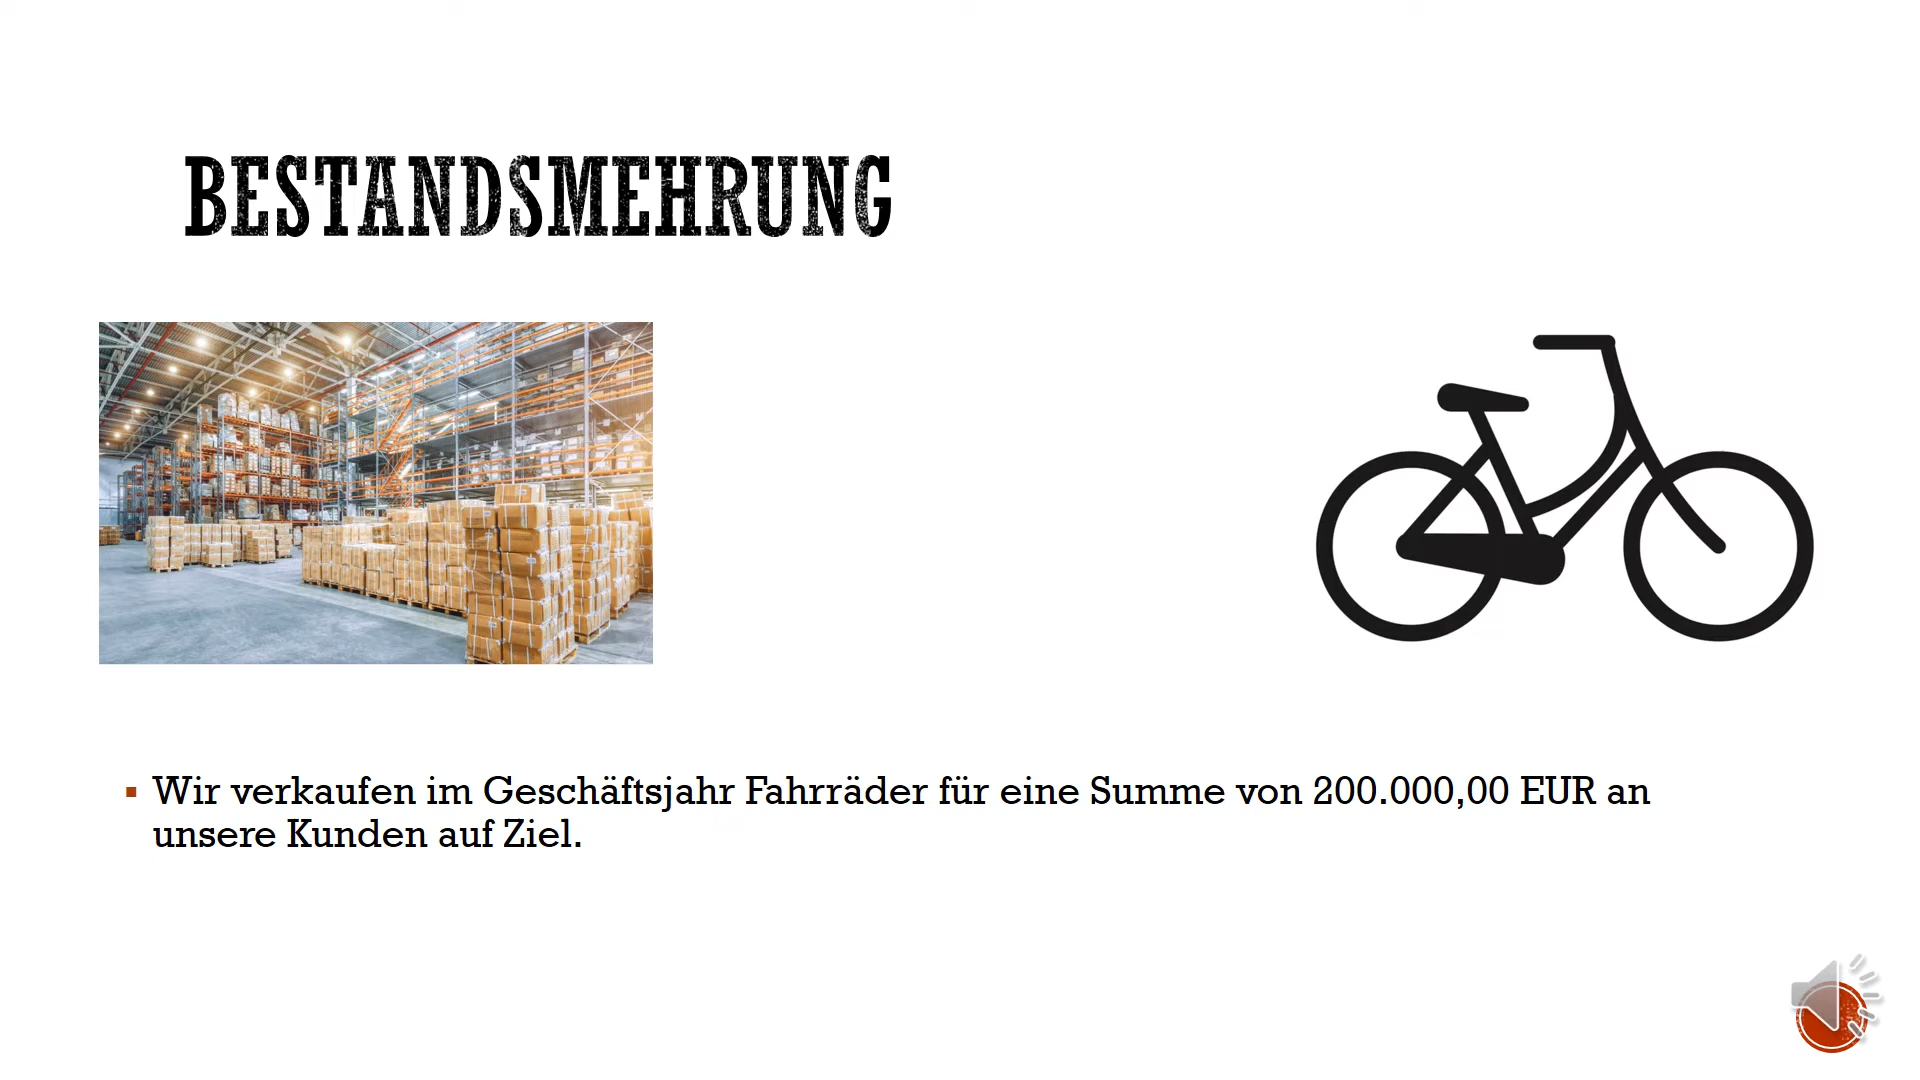 BESTANDSMEHRUNG
Wir verkaufen im Geschäftsjahr Fahrräder für eine Summe von 200.000,00 EUR an
unsere Kunden auf Ziel.